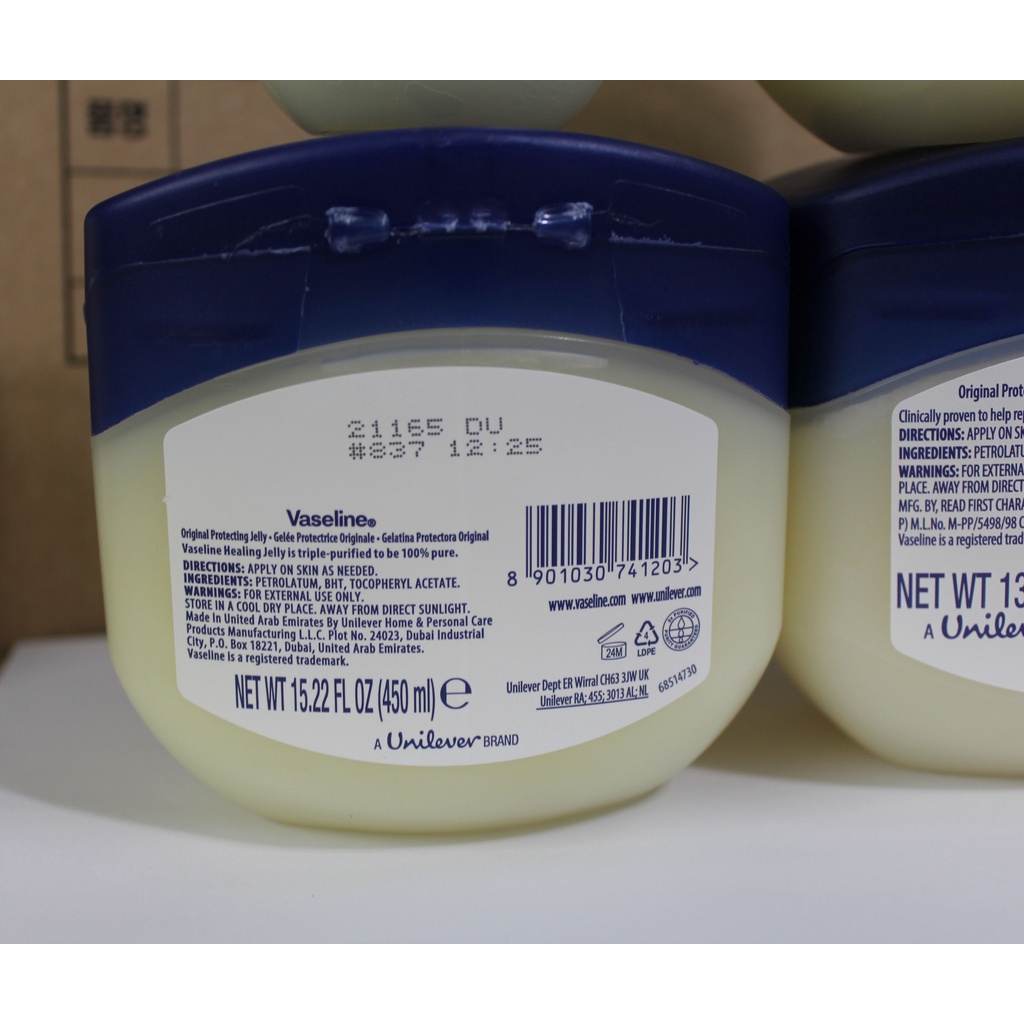 21165 DU
#837 12:25
Vaseline®
Original Protecting Jelly • Gelée Protectrice Originale • Gelatina Protectora Original
Vaseline Healing Jelly is triple-purified to be 100% pure.
DIRECTIONS: APPLY ON SKIN AS NEEDED.
INGREDIENTS: PETROLATUM, BHT, TOCOPHERYL ACETATE.
WARNINGS: FOR EXTERNAL USE ONLY.
STORE IN A COOL DRY PLACE. AWAY FROM DIRECT SUNLIGHT.
Made in United Arab Emirates By Unilever Home & Personal Care
Products Manufacturing L.L.C. Plot No. 24023, Dubai Industrial
City, P.O. Box 18221, Dubai, United Arab Emirates.
Vaseline is a registered trademark.
NET WT 15.22 FL OZ (450 ml) e
8 901030 741203 >
www.vaseline.com www.unilever.com
24M
4
LDPE
Unilever Dept ER Wirral CH63 3JW UK
Unilever RA; 455; 3013 AL; NL
68514730
A Unilever BRAND
Original Prote
Clinically proven to help re
DIRECTIONS: APPLY ON SK
INGREDIENTS: PETROLATU
WARNINGS: FOR EXTERNA
PLACE. AWAY FROM DIRECT
MFG. BY, READ FIRST CHARA
P) M.L.No. M-PP/5498/98 C
Vaseline is a registered trad
NET WT 13
A Unilev